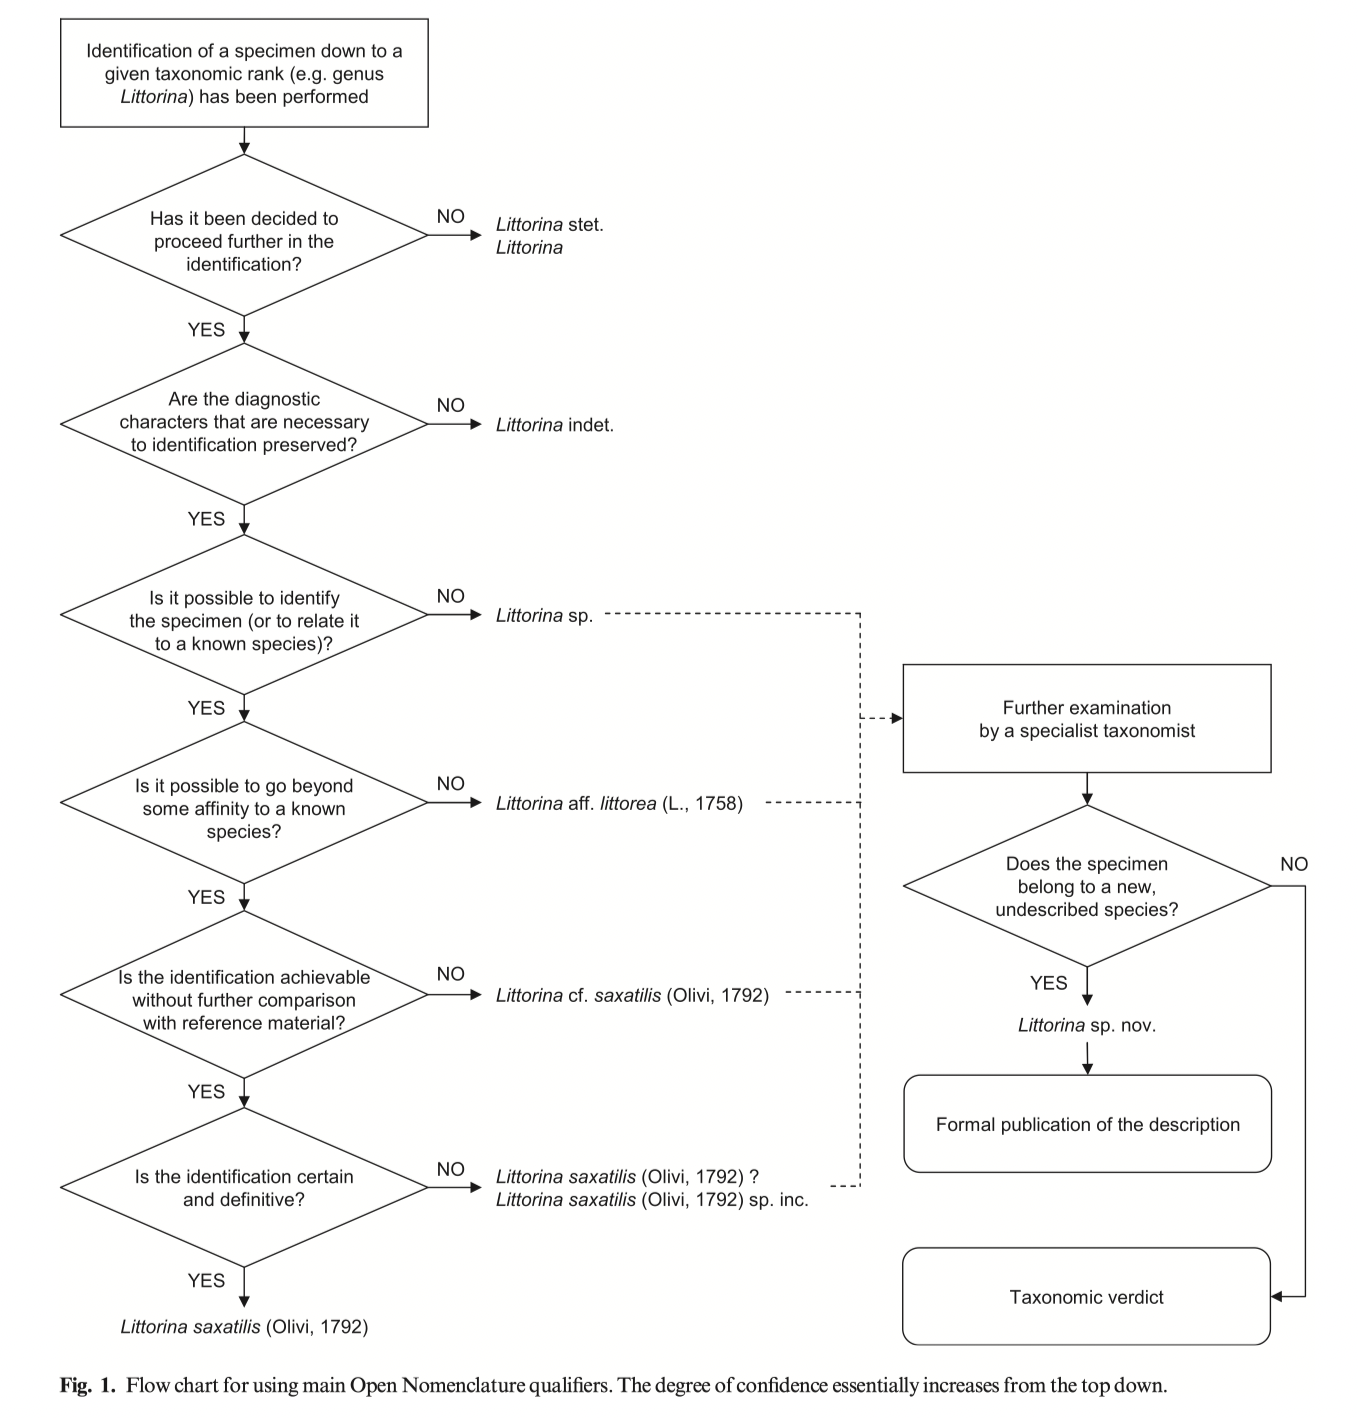 Identification of a specimen down to a
given taxonomic rank (e.g. genus
Littorina) has been performed
Has it been decided to
proceed further in the
identification?
NO
Littorina stet.
Littorina
YES
Are the diagnostic
characters that are necessary
to identification preserved?
NO
Littorina indet.
YES
Is it possible to identify
the specimen (or to relate it
to a known species)?
NO
Littorina sp.
YES
Is it possible to go beyond
some affinity to a known
species?
NO
Littorina aff. littorea (L., 1758)
YES
Is the identification achievable
without further comparison
with reference material?
NO
Littorina cf. saxatilis (Olivi, 1792)
YES
Is the identification certain
and definitive?
NO
Littorina saxatilis (Olivi, 1792) ?
Littorina saxatilis (Olivi, 1792) sp. inc.
YES
Littorina saxatilis (Olivi, 1792)
Further examination
by a specialist taxonomist
Does the specimen
belong to a new,
undescribed species?
NO
YES
Littorina sp. nov.
Formal publication of the description
Taxonomic verdict
Fig. 1. Flow chart for using main Open Nomenclature qualifiers. The degree of confidence essentially increases from the top down.